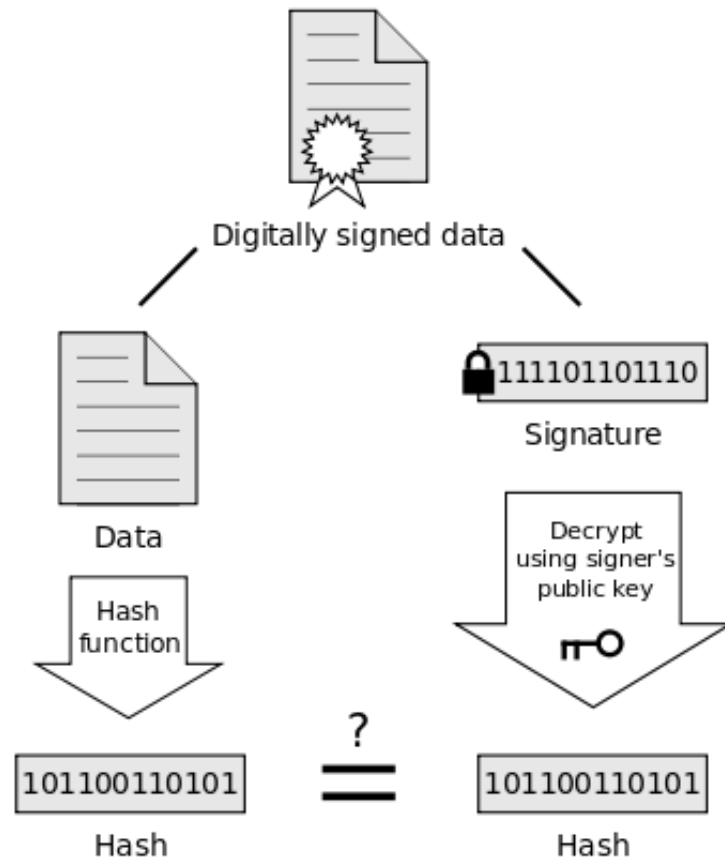 Digitally signed data
111101101110
Signature
Data
Decrypt
using signer's
public key
Hash
function
?
=
101100110101
101100110101
Hash
Hash